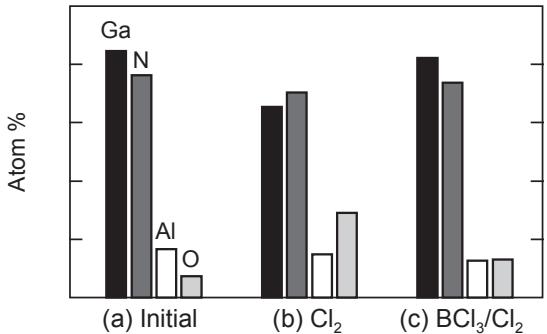 Ga
N
Al
O
Atom %
(a) Initial
(b) Cl₂
(c) BCl₃/Cl₂